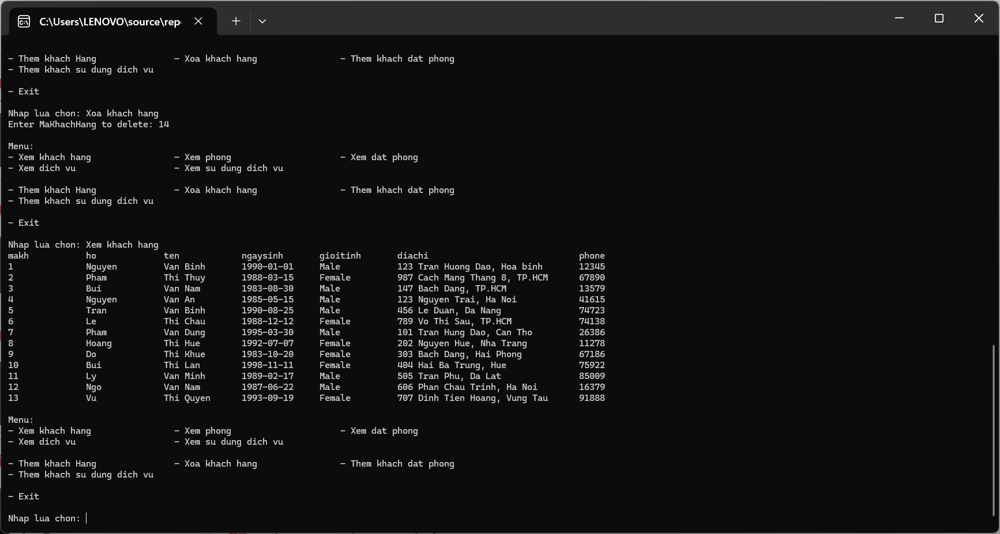 C:\Users\LENOVO\source\rep
- Them khach Hang - Xoa khach hang - Them khach dat phong
- Them khach su dung dich vu
- Exit
Nhap lua chon: Xoa khach hang
Enter MaKhachHang to delete: 14
Menu:
- Xem khach hang - Xem phong - Xem dat phong
- Xem dich vu - Xem su dung dich vu
- Them khach Hang - Xoa khach hang - Them khach dat phong
- Them khach su dung dich vu
- Exit
Nhap lua chon: Xem khach hang
makh ho ten ngaysinh gioitinh diachi phone
1 Nguyen Van Binh 1990-01-01 Male 123 Tran Huong Dao, Hoa binh 12345
2 Pham Thi Thuy 1988-03-15 Female 987 Cach Mang Thang 8, TP.HCM 67890
3 Bui Van Nam 1983-08-30 Male 147 Bach Dang, TP.HCM 13579
4 Nguyen Van An 1985-05-15 Male 123 Nguyen Trai, Ha Noi 41615
5 Tran Van Binh 1990-08-25 Male 456 Le Duan, Da Nang 74723
6 Le Thi Chau 1988-12-12 Female 789 Vo Thi Sau, TP.HCM 74138
7 Pham Van Dung 1995-03-30 Male 101 Tran Hung Dao, Can Tho 26386
8 Hoang Thi Hue 1992-07-07 Female 202 Nguyen Hue, Nha Trang 11278
9 Do Thi Khue 1983-10-20 Female 303 Bach Dang, Hai Phong 67186
10 Bui Thi Lan 1998-11-11 Female 404 Hai Ba Trung, Hue 75922
11 Ly Van Minh 1989-02-17 Male 505 Tran Phu, Da Lat 85009
12 Ngo Van Nam 1987-06-22 Male 606 Phan Chau Trinh, Ha Noi 16379
13 Vu Thi Quyen 1993-09-19 Female 707 Dinh Tien Hoang, Vung Tau 91888
Menu:
- Xem khach hang - Xem phong - Xem dat phong
- Xem dich vu - Xem su dung dich vu
- Them khach Hang - Xoa khach hang - Them khach dat phong
- Them khach su dung dich vu
- Exit
Nhap lua chon: